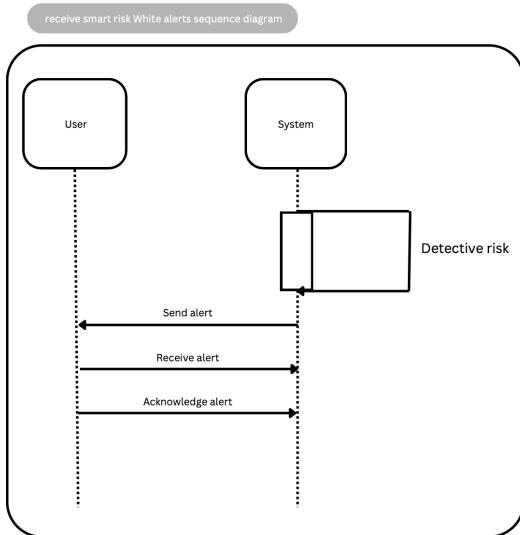 receive smart risk White alerts sequence diagram
User
System
Detective risk
Send alert
Receive alert
Acknowledge alert